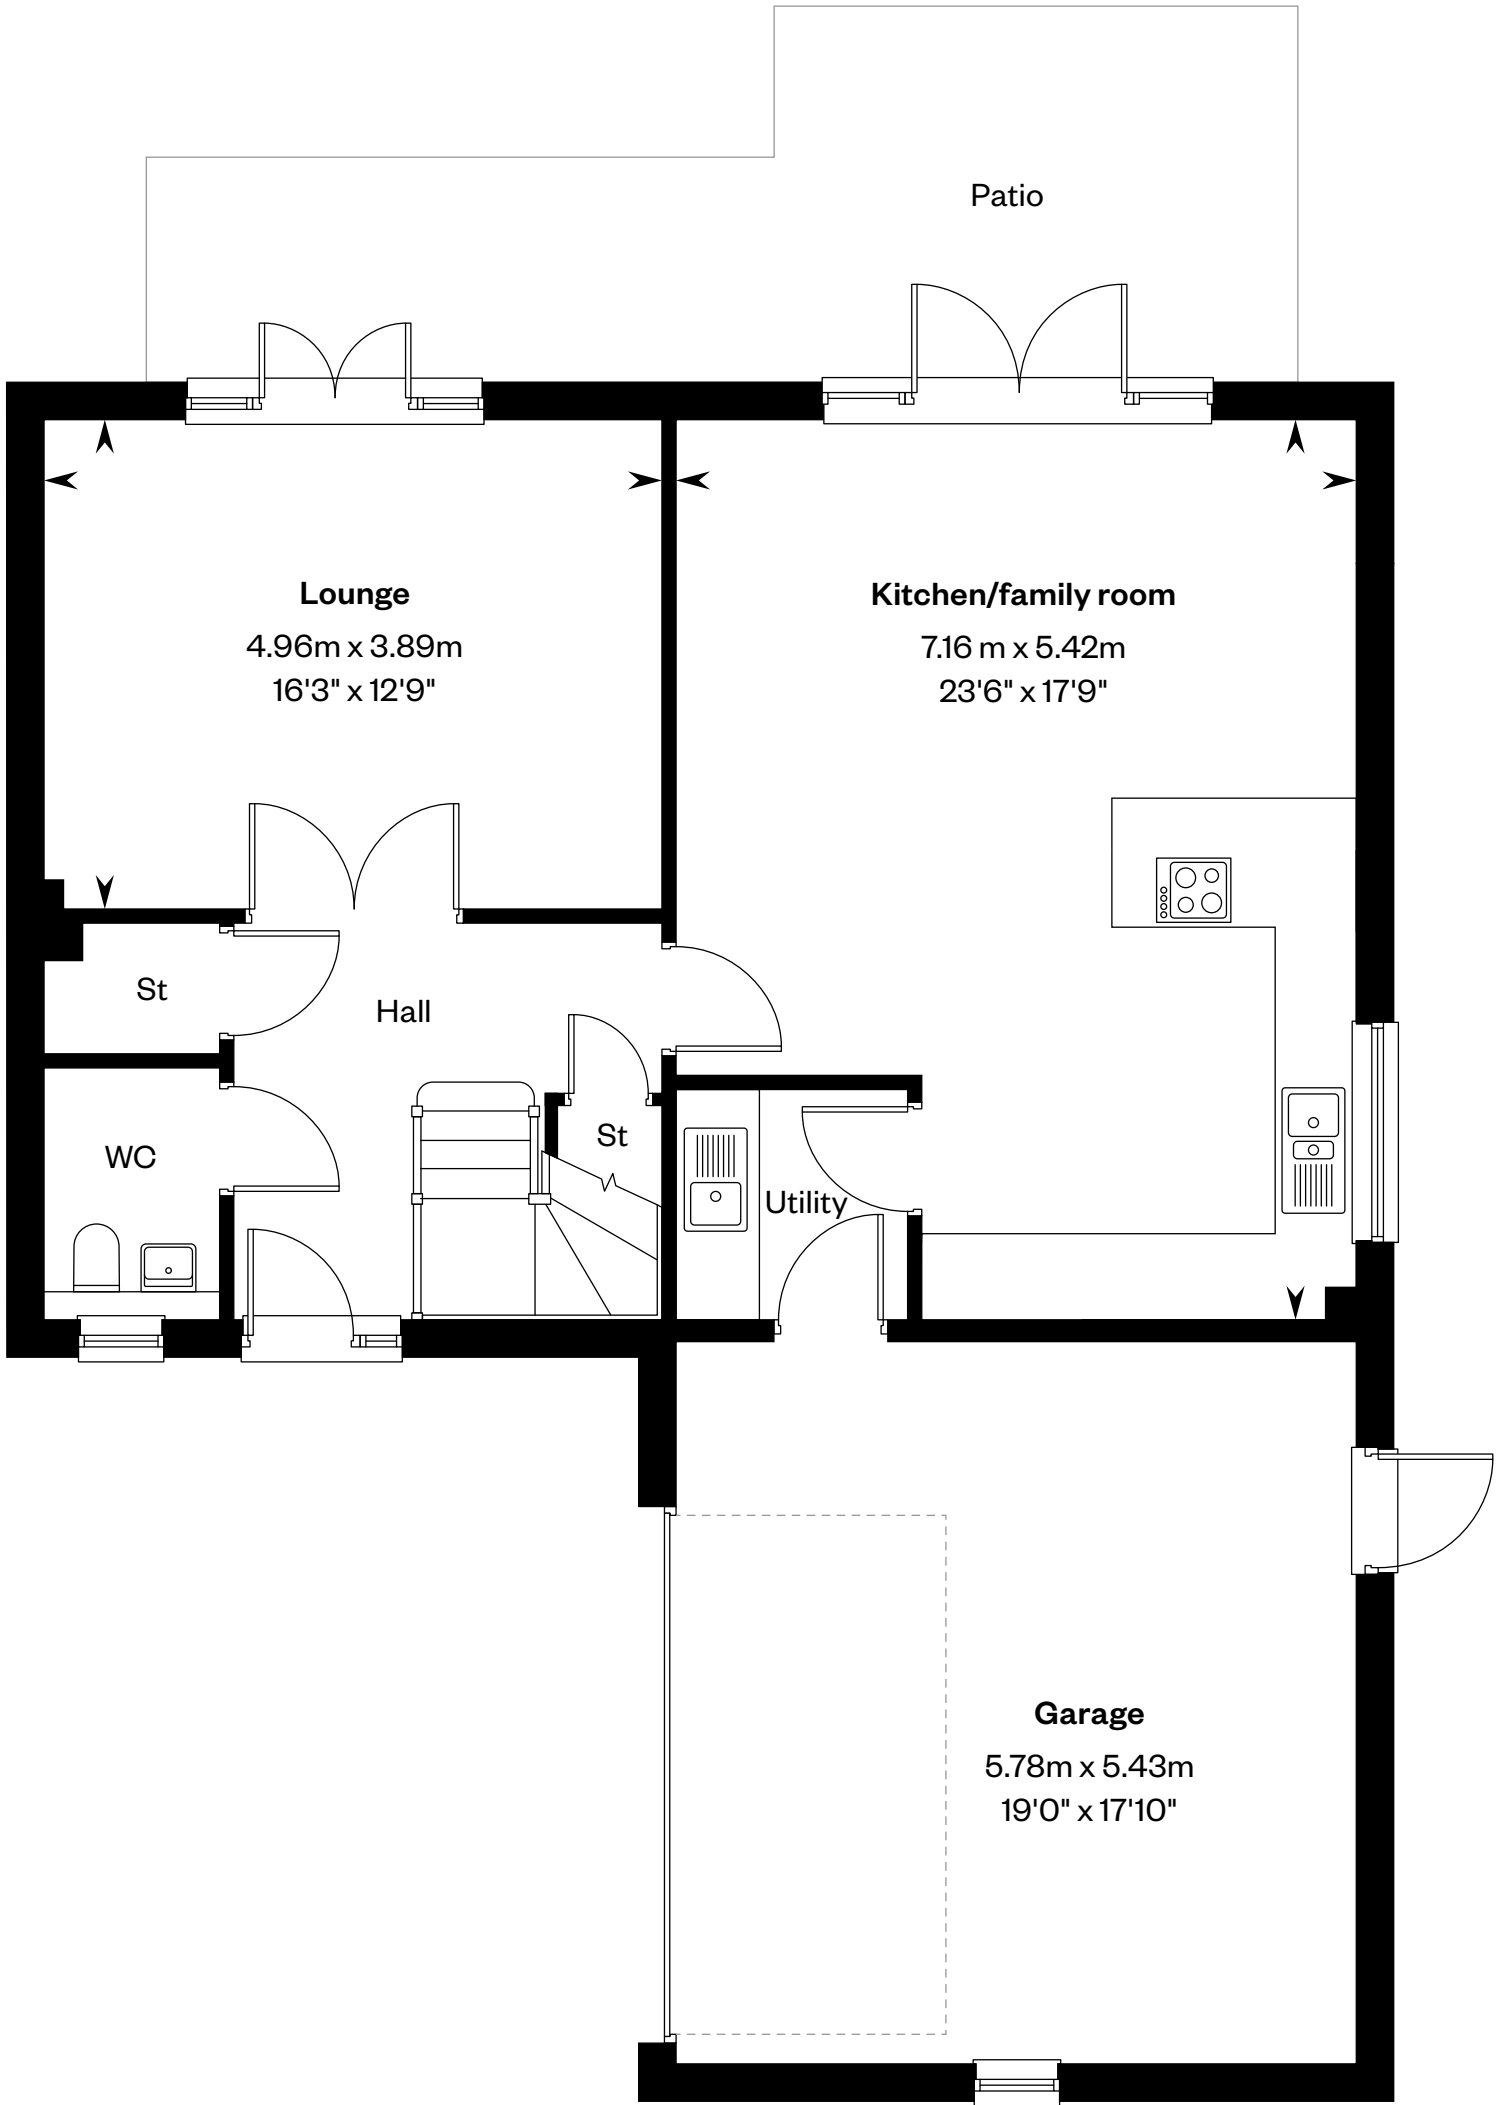 Patio
Lounge
4.96m x 3.89m
16'3" x 12'9"
Kitchen/family room
7.16 m x 5.42m
23'6" x 17'9"
St
Hall
St
WC
Utility
Garage
5.78m x 5.43m
19'0" x 17'10"